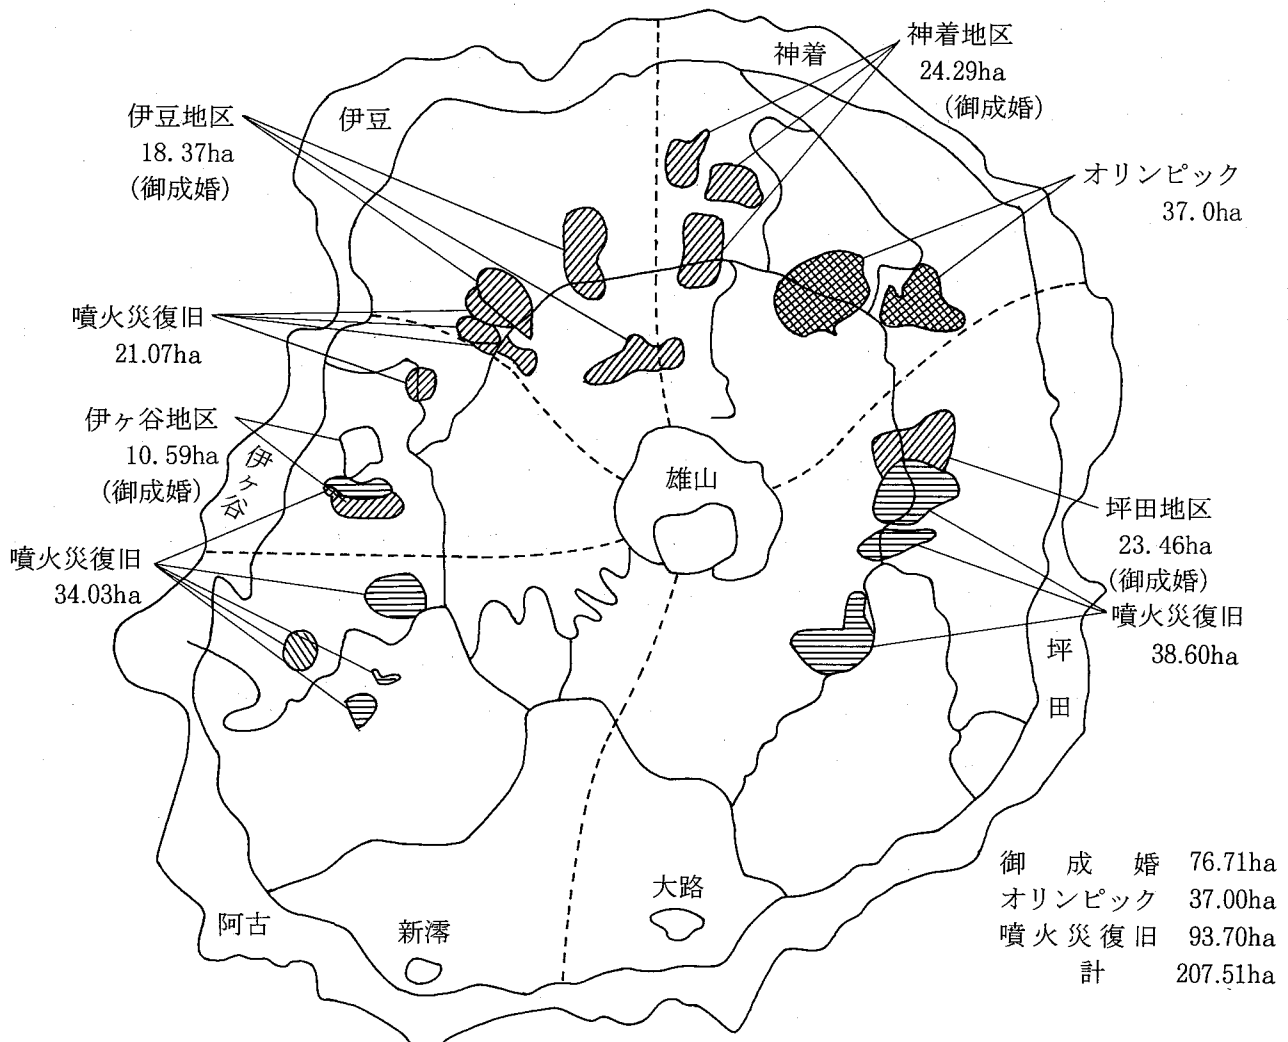 神着地区
24.29ha
(御成婚)
神着
伊豆地区
18.37ha
(御成婚)
伊豆
オリンピック
37.0ha
噴火災復旧
21.07ha
伊ヶ谷地区
10.59ha
(御成婚)
伊ヶ谷
雄山
坪田地区
23.46ha
(御成婚)
噴火災復旧
34.03ha
噴火災復旧
38.60ha
坪田
御成婚 76.71ha
オリンピック 37.00ha
噴火災復旧 93.70ha
計 207.51ha
大路
阿古
新澪